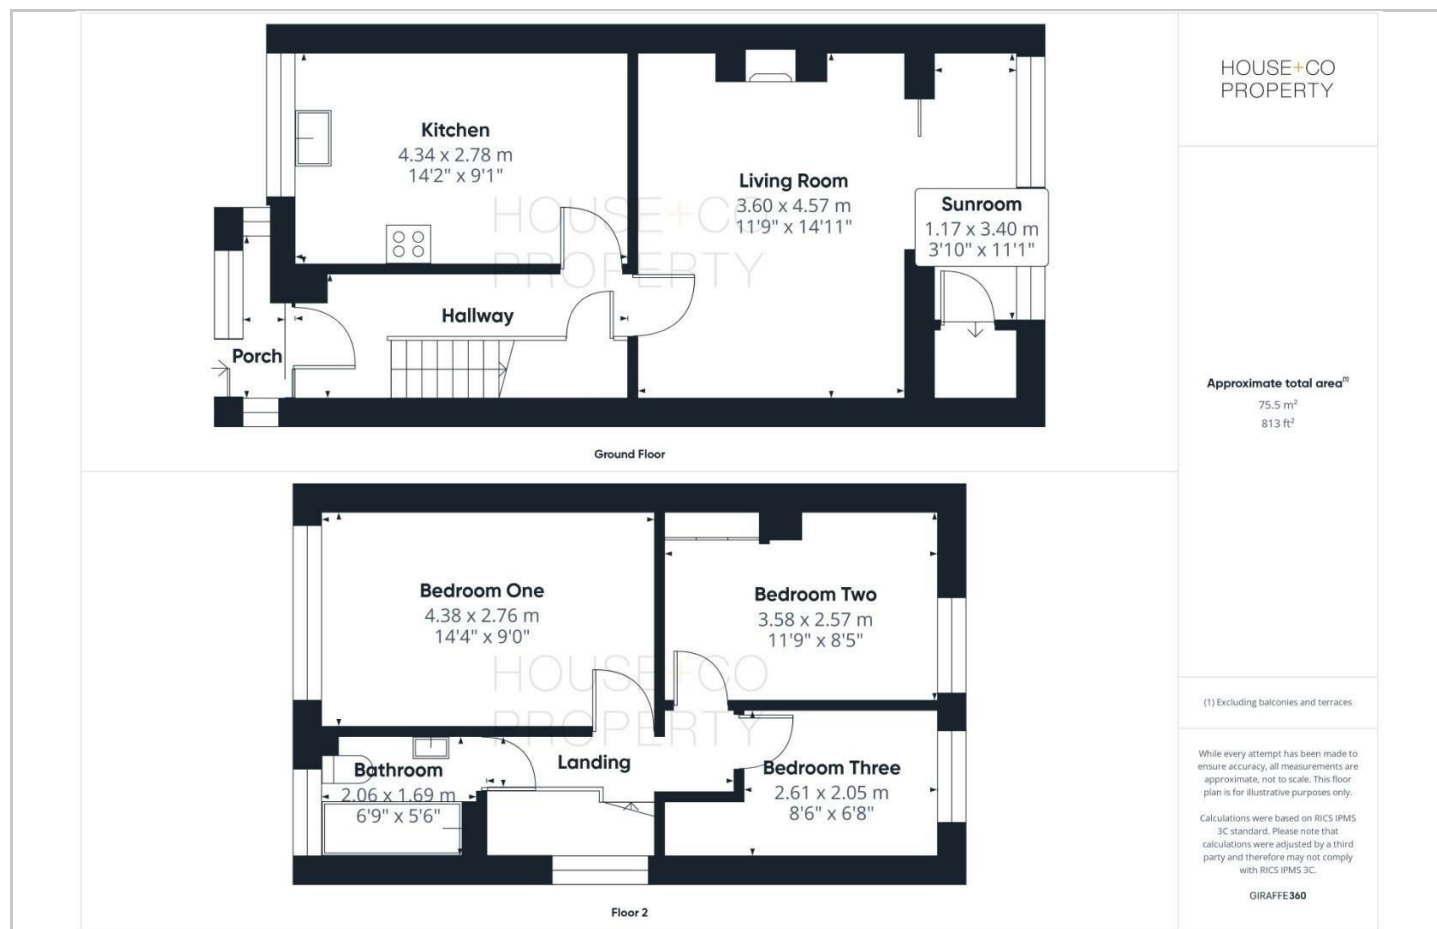 Kitchen
4.34 x 2.78 m
14'2" x 9'1"
Living Room
3.60 x 4.57 m
11'9" x 14'11"
Sunroom
1.17 x 3.40 m
3'10" x 11'1"
HOUSE+CO
PROPERTY
Hallway
Porch
Ground Floor
Bedroom One
4.38 x 2.76 m
14'4" x 9'0"
Bedroom Two
3.58 x 2.57 m
11'9" x 8'5"
HOUSE+CO
PROPERTY
Bathroom
2.06 x 1.69 m
6'9" x 5'6"
Landing
Bedroom Three
2.61 x 2.05 m
8'6" x 6'8"
Floor 2
HOUSE+CO
PROPERTY
Approximate total area⁽¹⁾
75.5 m²
813 ft²
(1) Excluding balconies and terraces
While every attempt has been made to
ensure accuracy, all measurements are
approximate, not to scale. This floor
plan is for illustrative purposes only.
Calculations were based on RICS IPMS
3C standard. Please note that
calculations were adjusted by a third
party and therefore may not comply
with RICS IPMS 3C.
GIRAFFE360